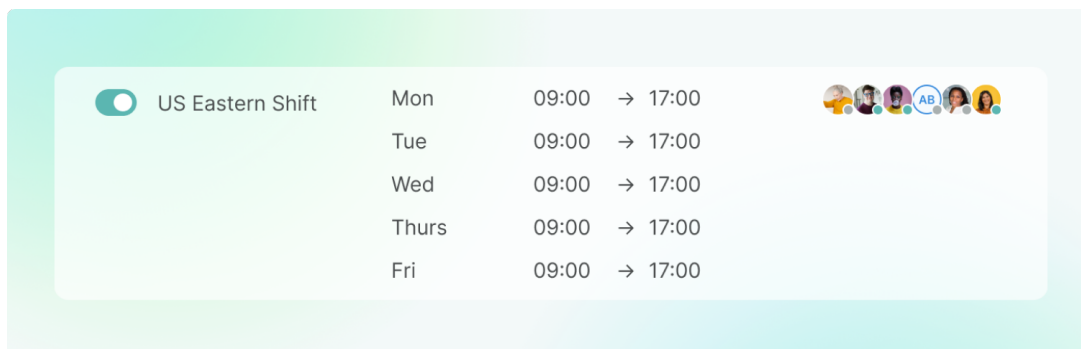 US Eastern Shift Mon 09:00 → 17:00 AB
Tue 09:00 → 17:00
Wed 09:00 → 17:00
Thurs 09:00 → 17:00
Fri 09:00 → 17:00